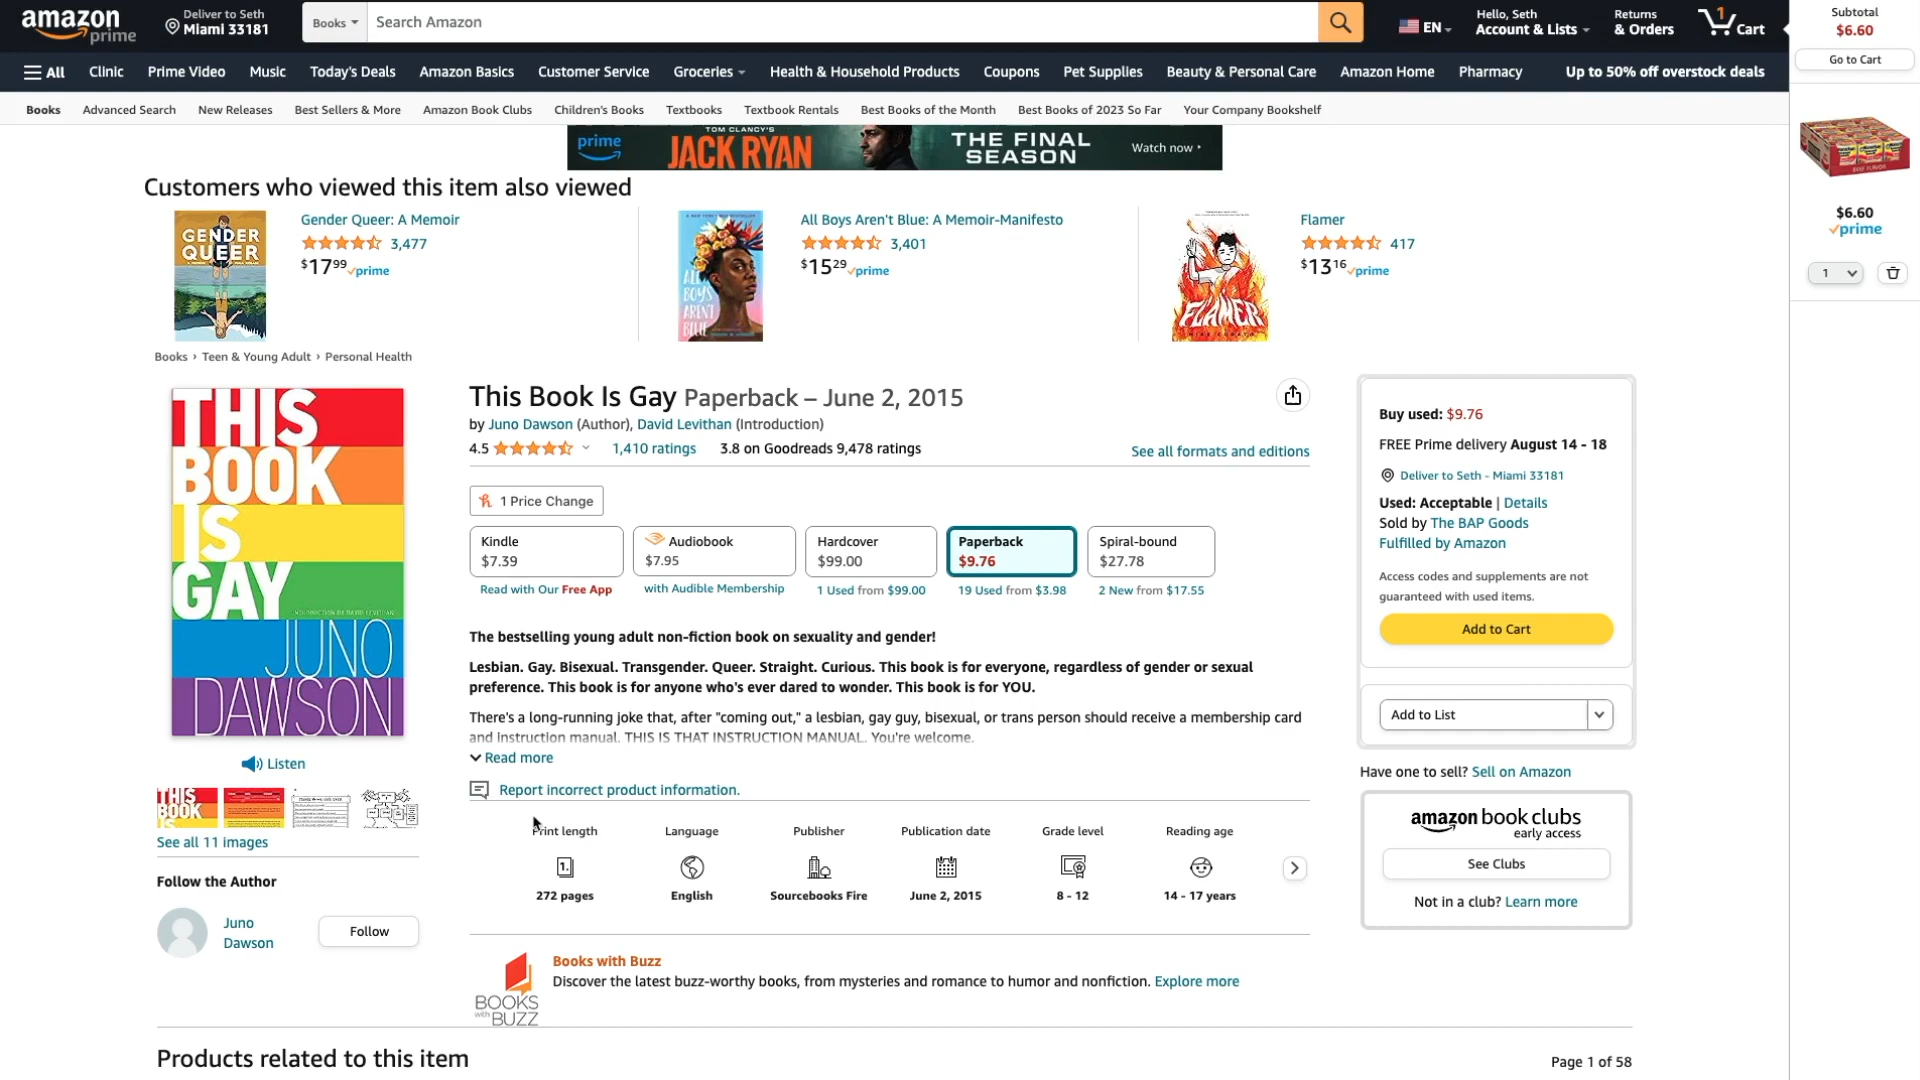 amazon
prime
Deliver to Seth
Miami 33181
Books
Search Amazon
EN
Hello, Seth
Account & Lists
Returns
& Orders
1
Cart
Subtotal
$6.60
Go to Cart
All
Clinic
Prime Video
Music
Today's Deals
Amazon Basics
Customer Service
Groceries
Health & Household Products
Coupons
Pet Supplies
Beauty & Personal Care
Amazon Home
Pharmacy
Up to 50% off overstock deals
Books
Advanced Search
New Releases
Best Sellers & More
Amazon Book Clubs
Children's Books
Textbooks
Textbook Rentals
Best Books of the Month
Best Books of 2023 So Far
Your Company Bookshelf
prime
TOM CLANCY'S
JACK RYAN
THE FINAL
SEASON
Watch now
BEEF FLAVOR
$6.60
prime
1
Customers who viewed this item also viewed
GENDER
QUEER
Gender Queer: A Memoir
3,477
$17 99 prime
ALL
BOYS
AREN'T
BLUE
All Boys Aren't Blue: A Memoir-Manifesto
3,401
$15 29 prime
FLAMER
Flamer
417
$13 16 prime
Books › Teen & Young Adult › Personal Health
THIS
BOOK
IS
GAY
INTRODUCTION BY DAVID LEVITHAN
JUNO
DAWSON
Listen
THIS
BOOK
IS
See all 11 images
Follow the Author
Juno
Dawson
Follow
This Book Is Gay Paperback – June 2, 2015
by Juno Dawson (Author), David Levithan (Introduction)
4.5
1,410 ratings
3.8 on Goodreads 9,478 ratings
See all formats and editions
1 Price Change
Kindle
$7.39
Read with Our Free App
Audiobook
$7.95
with Audible Membership
Hardcover
$99.00
1 Used from $99.00
Paperback
$9.76
19 Used from $3.98
Spiral-bound
$27.78
2 New from $17.55
The bestselling young adult non-fiction book on sexuality and gender!
Lesbian. Gay. Bisexual. Transgender. Queer. Straight. Curious. This book is for everyone, regardless of gender or sexual
preference. This book is for anyone who's ever dared to wonder. This book is for YOU.
There's a long-running joke that, after "coming out," a lesbian, gay guy, bisexual, or trans person should receive a membership card
and instruction manual. THIS IS THAT INSTRUCTION MANUAL. You're welcome.
Read more
Report incorrect product information.
Print length
272 pages
Language
English
Publisher
Sourcebooks Fire
Publication date
June 2, 2015
Grade level
8 - 12
Reading age
14 - 17 years
BOOKS
with BUZZ
Books with Buzz
Discover the latest buzz-worthy books, from mysteries and romance to humor and nonfiction. Explore more
Buy used: $9.76
FREE Prime delivery August 14 - 18
Deliver to Seth - Miami 33181
Used: Acceptable | Details
Sold by The BAP Goods
Fulfilled by Amazon
Access codes and supplements are not
guaranteed with used items.
Add to Cart
Add to List
Have one to sell? Sell on Amazon
amazon book clubs
early access
See Clubs
Not in a club? Learn more
Products related to this item
Page 1 of 58